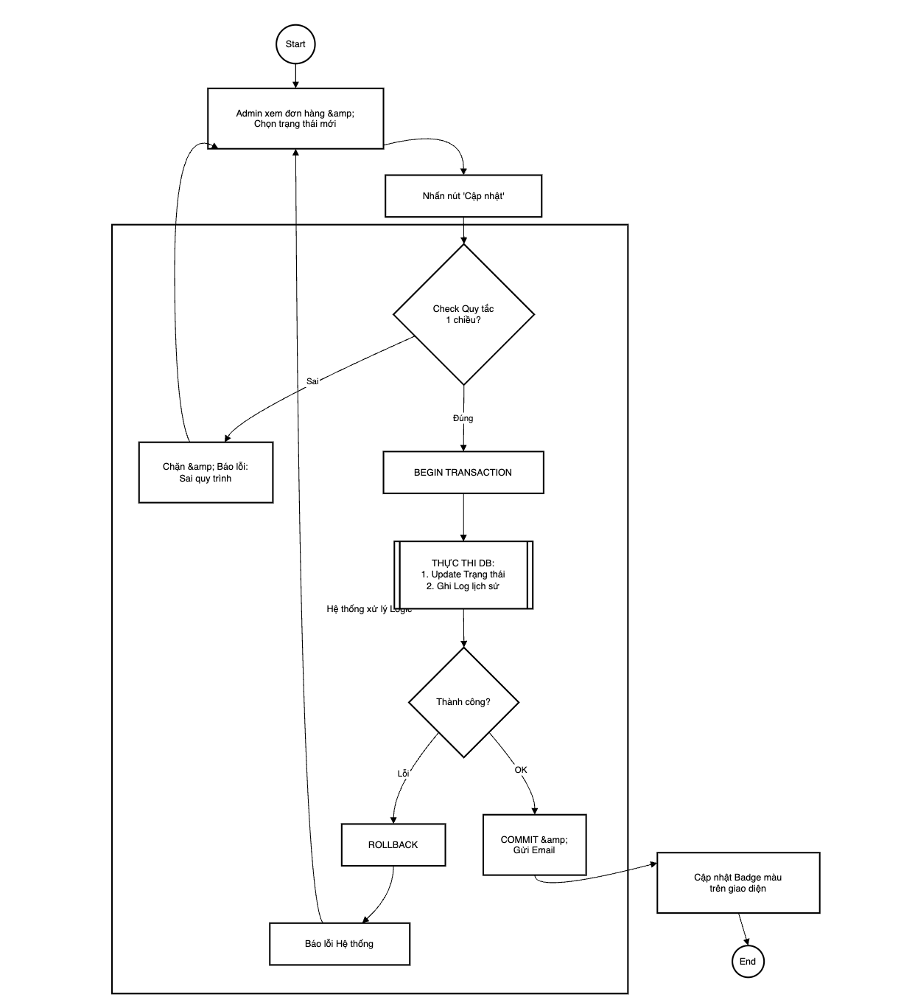 Start
Admin xem đơn hàng &amp;
Chọn trạng thái mới
Nhấn nút 'Cập nhật'
Check Quy tắc
1 chiều?
Sai
Đúng
Chặn &amp; Báo lỗi:
Sai quy trình
BEGIN TRANSACTION
THỰC THI DB:
1. Update Trạng thái
2. Ghi Log lịch sử
Hệ thống xử lý Logic
Thành công?
Lỗi
OK
ROLLBACK
COMMIT &amp;
Gửi Email
Cập nhật Badge màu
trên giao diện
Báo lỗi Hệ thống
End